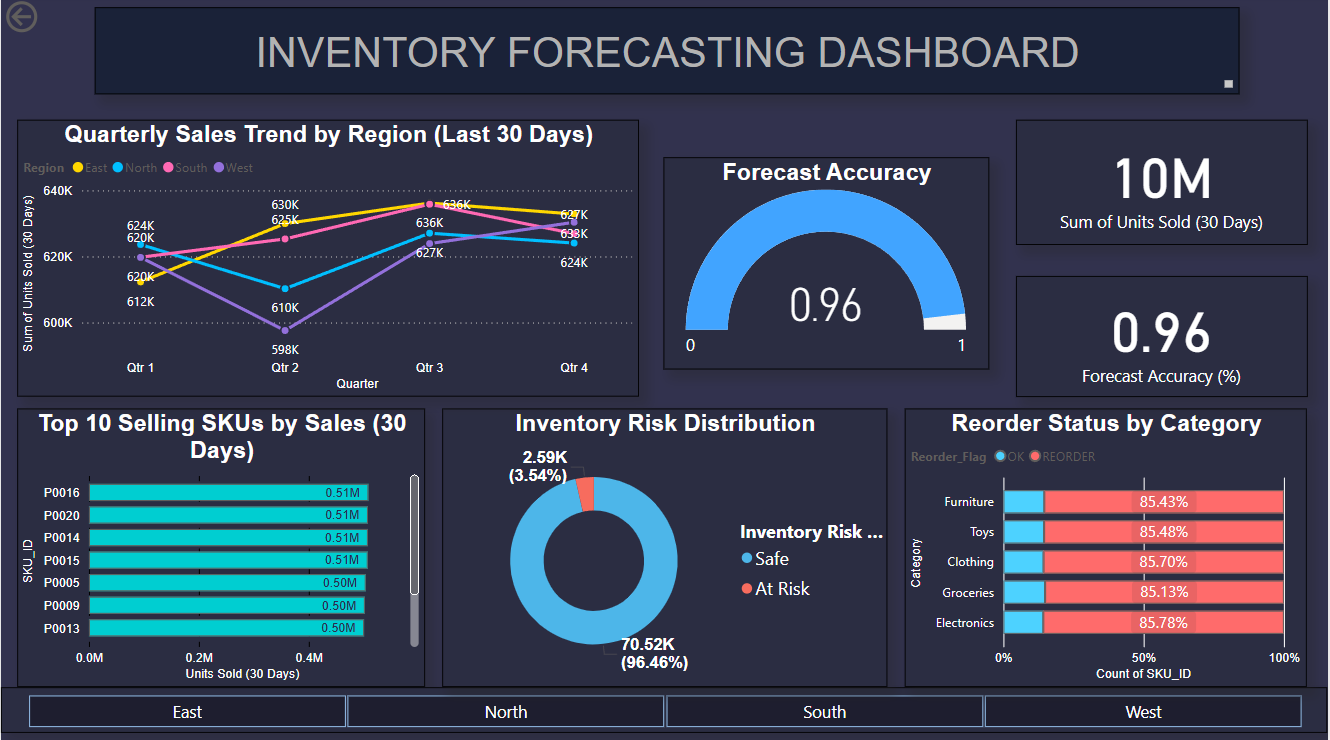 INVENTORY FORECASTING DASHBOARD
Quarterly Sales Trend by Region (Last 30 Days)
Region East North South West
Sum of Units Sold (30 Days)
640K
620K
600K
624K
620K
620K
612K
630K
625K
610K
598K
636K
636K
627K
627K
633K
624K
Qtr 1 Qtr 2 Qtr 3 Qtr 4
Quarter
Forecast Accuracy
0.96
0 1
10M
Sum of Units Sold (30 Days)
0.96
Forecast Accuracy (%)
Top 10 Selling SKUs by Sales (30
Days)
SKU_ID
P0016 0.51M
P0020 0.51M
P0014 0.51M
P0015 0.51M
P0005 0.50M
P0009 0.50M
P0013 0.50M
0.0M 0.2M 0.4M
Units Sold (30 Days)
Inventory Risk Distribution
2.59K
(3.54%)
70.52K
(96.46%)
Inventory Risk ...
Safe
At Risk
Reorder Status by Category
Reorder_Flag OK REORDER
Category
Furniture 85.43%
Toys 85.48%
Clothing 85.70%
Groceries 85.13%
Electronics 85.78%
0% 50% 100%
Count of SKU_ID
East North South West